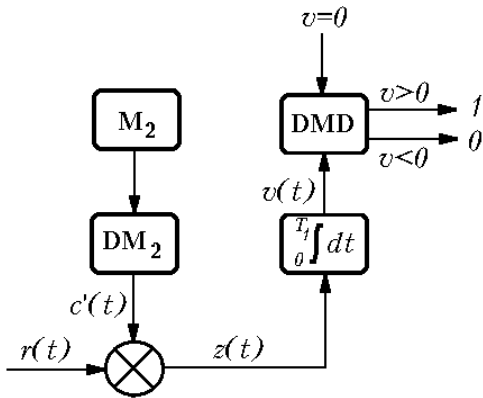 v=0
v>0
M2
DMD
1
0
v<0
v(t)
DM2
T1
0∫dt
c'(t)
r(t)
z(t)